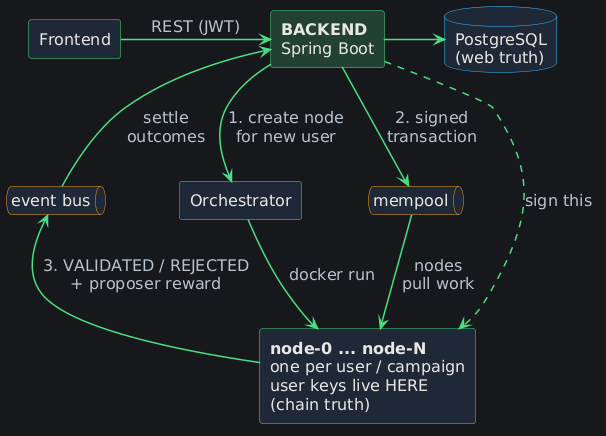 Frontend
REST (JWT)
BACKEND
Spring Boot
PostgreSQL
(web truth)
settle
outcomes
1. create node
for new user
2. signed
transaction
event bus
Orchestrator
mempool
sign this
3. VALIDATED / REJECTED
+ proposer reward
docker run
nodes
pull work
node-0 ... node-N
one per user / campaign
user keys live HERE
(chain truth)